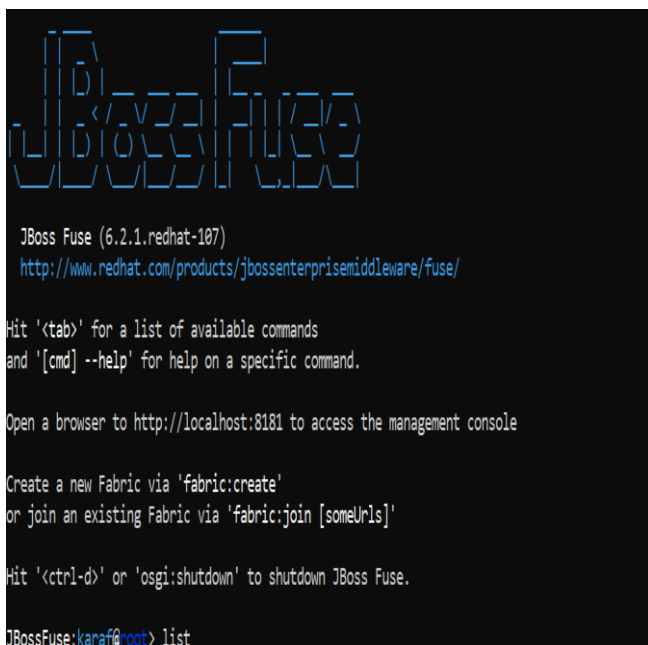 JBossFuse
JBoss Fuse (6.2.1.redhat-107)
http://www.redhat.com/products/jbossenterprisemiddleware/fuse/
Hit '<tab>' for a list of available commands
and '[cmd] --help' for help on a specific command.
Open a browser to http://localhost:8181 to access the management console
Create a new Fabric via 'fabric:create'
or join an existing Fabric via 'fabric:join [someUrls]'
Hit '<ctrl-d>' or 'osgi:shutdown' to shutdown JBoss Fuse.
JBossFuse:karaf@root> list